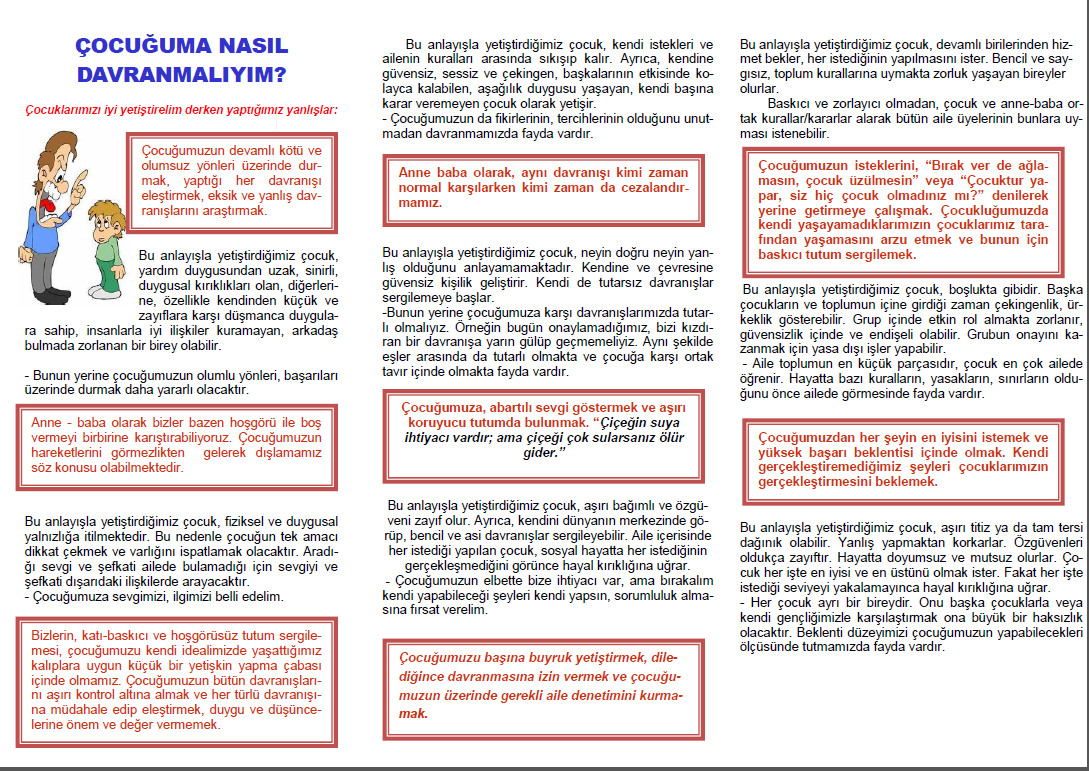 ÇOCUĞUMA NASIL
DAVRANMALIYIM?
Çocuklarımızı iyi yetiştirelim derken yaptığımız yanlışlar:
Çocuğumuzun devamlı kötü ve
olumsuz yönleri üzerinde dur-
mak, yaptığı her davranışı
eleştirmek, eksik ve yanlış dav-
ranışlarını araştırmak.
Bu anlayışla yetiştirdiğimiz çocuk,
yardım duygusundan uzak, sinirli,
duygusal kırıklıkları olan, diğerleri-
ne, özellikle kendinden küçük ve
zayıflara karşı düşmanca duygula-
ra sahip, insanlarla iyi ilişkiler kuramayan, arkadaş
bulmada zorlanan bir birey olabilir.
- Bunun yerine çocuğumuzun olumlu yönleri, başarıları
üzerinde durmak daha yararlı olacaktır.
Anne - baba olarak bizler bazen hoşgörü ile boş
vermeyi birbirine karıştırabiliyoruz. Çocuğumuzun
hareketlerini görmezlikten gelerek dışlamamız
söz konusu olabilmektedir.
Bu anlayışla yetiştirdiğimiz çocuk, fiziksel ve duygusal
yalnızlığa itilmektedir. Bu nedenle çocuğun tek amacı
dikkat çekmek ve varlığını ispatlamak olacaktır. Aradı-
ğı sevgi ve şefkati ailede bulamadığı için sevgiyi ve
şefkati dışarıdaki ilişkilerde arayacaktır.
- Çocuğumuza sevgimizi, ilgimizi belli edelim.
Bizlerin, katı-baskıcı ve hoşgörüsüz tutum sergile-
mesi, çocuğumuzu kendi idealimizde yaşattığımız
kalıplara uygun küçük bir yetişkin yapma çabası
içinde olmamız. Çocuğumuzun bütün davranışları-
nı aşırı kontrol altına almak ve her türlü davranışı-
na müdahale edip eleştirmek, duygu ve düşünce-
lerine önem ve değer vermemek.
Bu anlayışla yetiştirdiğimiz çocuk, kendi istekleri ve
ailenin kuralları arasında sıkışıp kalır. Ayrıca, kendine
güvensiz, sessiz ve çekingen, başkalarının etkisinde ko-
layca kalabilen, aşağılık duygusu yaşayan, kendi başına
karar veremeyen çocuk olarak yetişir.
- Çocuğumuzun da fikirlerinin, tercihlerinin olduğunu unut-
madan davranmamızda fayda vardır.
Anne baba olarak, aynı davranışı kimi zaman
normal karşılarken kimi zaman da cezalandır-
mamız.
Bu anlayışla yetiştirdiğimiz çocuk, neyin doğru neyin yan-
lış olduğunu anlayamamaktadır. Kendine ve çevresine
güvensiz kişilik geliştirir. Kendi de tutarsız davranışlar
sergilemeye başlar.
-Bunun yerine çocuğumuza karşı davranışlarımızda tutar-
lı olmalıyız. Örneğin bugün onaylamadığımız, bizi kızdı-
ran bir davranışa yarın gülüp geçmemeliyiz. Aynı şekilde
eşler arasında da tutarlı olmakta ve çocuğa karşı ortak
tavır içinde olmakta fayda vardır.
Çocuğumuza, abartılı sevgi göstermek ve aşırı
koruyucu tutumda bulunmak. “Çiçeğin suya
ihtiyacı vardır; ama çiçeği çok sularsanız ölür
gider.”
Bu anlayışla yetiştirdiğimiz çocuk, aşırı bağımlı ve özgü-
veni zayıf olur. Ayrıca, kendini dünyanın merkezinde gö-
rüp, bencil ve asi davranışlar sergileyebilir. Aile içerisinde
her istediği yapılan çocuk, sosyal hayatta her istediğinin
gerçekleşmediğini görünce hayal kırıklığına uğrar.
- Çocuğumuzun elbette bize ihtiyacı var, ama bırakalım
kendi yapabileceği şeyleri kendi yapsın, sorumluluk alma-
sına fırsat verelim.
Çocuğumuzu başına buyruk yetiştirmek, dile-
diğince davranmasına izin vermek ve çocuğu-
muzun üzerinde gerekli aile denetimini kurma-
mak.
Bu anlayışla yetiştirdiğimiz çocuk, devamlı birilerinden hiz-
met bekler, her istediğinin yapılmasını ister. Bencil ve say-
gısız, toplum kurallarına uymakta zorluk yaşayan bireyler
olurlar.
Baskıcı ve zorlayıcı olmadan, çocuk ve anne-baba or-
tak kurallar/kararlar alarak bütün aile üyelerinin bunlara uy-
ması istenebilir.
Çocuğumuzun isteklerini, “Bırak ver de ağla-
masın, çocuk üzülmesin” veya “Çocuktur ya-
par, siz hiç çocuk olmadınız mı?” denilerek
yerine getirmeye çalışmak. Çocukluğumuzda
kendi yaşayamadıklarımızın çocuklarımız tara-
fından yaşamasını arzu etmek ve bunun için
baskıcı tutum sergilemek.
Bu anlayışla yetiştirdiğimiz çocuk, boşlukta gibidir. Başka
çocukların ve toplumun içine girdiği zaman çekingenlik, ür-
keklik gösterebilir. Grup içinde etkin rol almakta zorlanır,
güvensizlik içinde ve endişeli olabilir. Grubun onayını ka-
zanmak için yasa dışı işler yapabilir.
- Aile toplumun en küçük parçasıdır, çocuk en çok ailede
öğrenir. Hayatta bazı kuralların, yasakların, sınırların oldu-
ğunu önce ailede görmesinde fayda vardır.
Çocuğumuzdan her şeyin en iyisini istemek ve
yüksek başarı beklentisi içinde olmak. Kendi
gerçekleştiremediğimiz şeyleri çocuklarımızın
gerçekleştirmesini beklemek.
Bu anlayışla yetiştirdiğimiz çocuk, aşırı titiz ya da tam tersi
dağınık olabilir. Yanlış yapmaktan korkarlar. Özgüvenleri
oldukça zayıftır. Hayatta doyumsuz ve mutsuz olurlar. Ço-
cuk her işte en iyisi ve en üstünü olmak ister. Fakat her işte
istediği seviyeyi yakalamayınca hayal kırıklığına uğrar.
- Her çocuk ayrı bir bireydir. Onu başka çocuklarla veya
kendi gençliğimizle karşılaştırmak ona büyük bir haksızlık
olacaktır. Beklenti düzeyimizi çocuğumuzun yapabilecekleri
ölçüsünde tutmamızda fayda vardır.